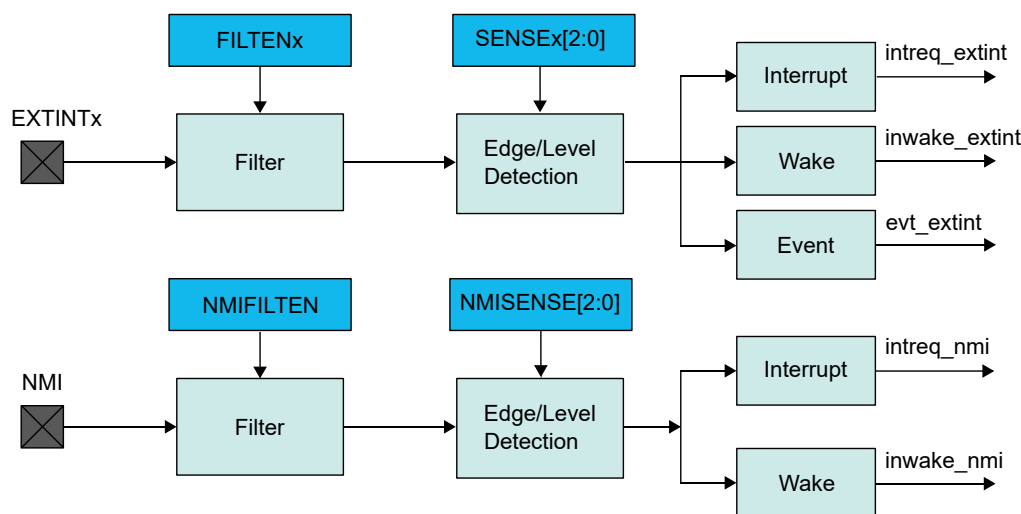 FILTENx
SENSEx[2:0]
intreq_extint
Interrupt
EXTINTx
Filter
Edge/Level
Detection
inwake_extint
Wake
evt_extint
Event
NMIFILTEN
NMISENSE[2:0]
intreq_nmi
Interrupt
NMI
Filter
Edge/Level
Detection
inwake_nmi
Wake